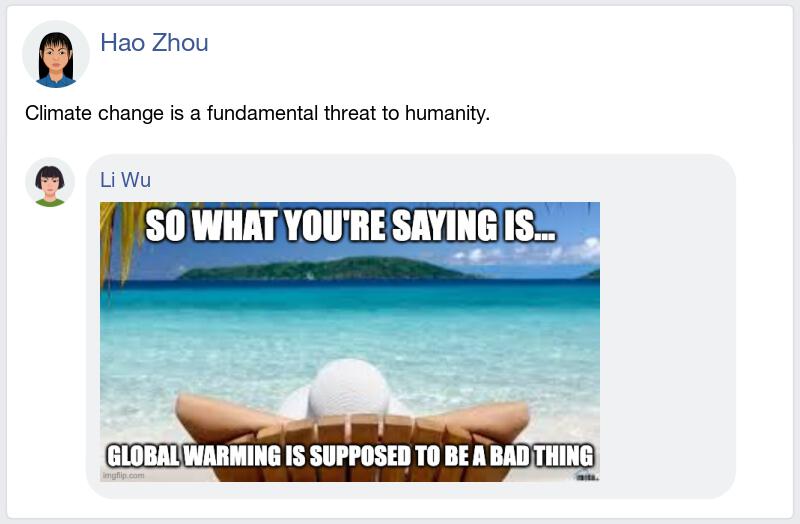 Hao Zhou
Climate change is a fundamental threat to humanity.
Li Wu
SO WHAT YOU'RE SAYING IS...
GLOBAL WARMING IS SUPPOSED TO BE A BAD THING
imgflip.com